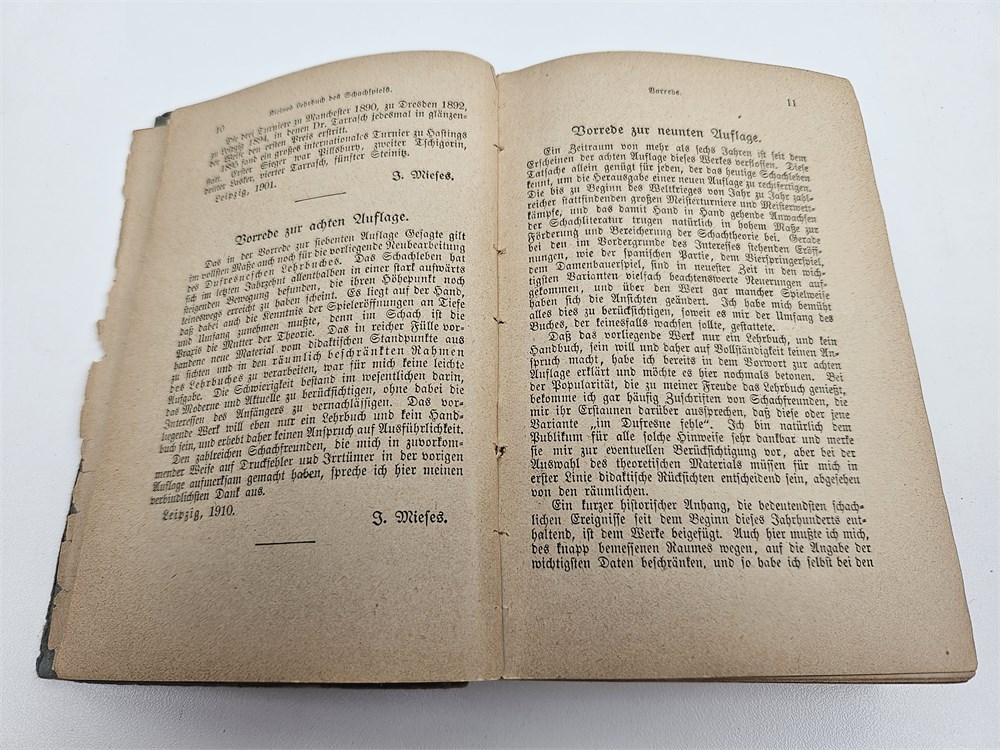 10
Kleines Lehrbuch des Schachspiels.
Die drei Turniere zu Manchester 1890, zu Dresden 1892,
zu Leipzig 1894, in denen Dr. Tarrasch jedesmal in glänzen-
der Weise den ersten Preis erstritt.
1895 fand ein großes internationales Turnier zu Hastings
statt. Erster Sieger war Pillsbury, zweiter Tschigorin,
dritter Lasker, vierter Tarrasch, fünfter Steinitz.
Leipzig, 1901.
J. Mieses.
Vorrede zur achten Auflage.
Das in der Vorrede zur siebenten Auflage Gesagte gilt
im vollsten Maße auch noch für die vorliegende Neubearbeitung
des Dufresneschen Lehrbuches. Das Schachleben hat
sich im letzten Jahrzehnt allenthalben in einer stark aufwärts
steigenden Bewegung befunden, die ihren Höhepunkt noch
keineswegs erreicht zu haben scheint. Es liegt auf der Hand,
daß dabei auch die Kenntnis der Spieleröffnungen an Tiefe
und Umfang zunehmen mußte, denn im Schach ist die
Praxis die Mutter der Theorie. Das in reicher Fülle vor-
handene neue Material vom didaktischen Standpunkte aus
zu sichten und in den räumlich beschränkten Rahmen
des Lehrbuches zu verarbeiten, war für mich keine leichte
Aufgabe. Die Schwierigkeit bestand im wesentlichen darin,
das Moderne und Aktuelle zu berücksichtigen, ohne dabei die
Interessen des Anfängers zu vernachlässigen. Das vor-
liegende Werk will eben nur ein Lehrbuch und kein Hand-
buch sein, und erhebt daher keinen Anspruch auf Ausführlichkeit.
Den zahlreichen Schachfreunden, die mich in zuvorkom-
mender Weise auf Druckfehler und Irrtümer in der vorigen
Auflage aufmerksam gemacht haben, spreche ich hier meinen
verbindlichsten Dank aus.
Leipzig, 1910.
J. Mieses.
Vorrede.
11
Vorrede zur neunten Auflage.
Ein Zeitraum von mehr als sechs Jahren ist seit dem
Erscheinen der achten Auflage dieses Werkes verflossen. Diese
Tatsache allein genügt für jeden, der das heutige Schachleben
kennt, um die Herausgabe einer neuen Auflage zu rechtfertigen.
Die bis zu Beginn des Weltkrieges von Jahr zu Jahr zahl-
reicher stattfindenden großen Meisterturniere und Meisterwett-
kämpfe, und das damit Hand in Hand gehende Anwachsen
der Schachliteratur trugen natürlich in hohem Maße zur
Förderung und Bereicherung der Schachtheorie bei. Gerade
bei den im Vordergrunde des Interesses stehenden Eröff-
nungen, wie der spanischen Partie, dem Vierspringerspiel,
dem Damenbauerspiel, sind in neuester Zeit in den wich-
tigsten Varianten vielfach beachtenswerte Neuerungen auf-
gekommen, und über den Wert gar mancher Spielweise
haben sich die Ansichten geändert. Ich habe mich bemüht
alles dies zu berücksichtigen, soweit es mir der Umfang des
Buches, der keinesfalls wachsen sollte, gestattete.
Daß das vorliegende Werk nur ein Lehrbuch, und kein
Handbuch, sein will und daher auf Vollständigkeit keinen An-
spruch macht, habe ich bereits in dem Vorwort zur achten
Auflage erklärt und möchte es hier nochmals betonen. Bei
der Popularität, die zu meiner Freude das Lehrbuch genießt,
bekomme ich gar häufig Zuschriften von Schachfreunden, die
mir ihr Erstaunen darüber aussprechen, daß diese oder jene
Variante „im Dufresne fehle“. Ich bin natürlich dem
Publikum für alle solche Hinweise sehr dankbar und merke
sie mir zur eventuellen Berücksichtigung vor, aber bei der
Auswahl des theoretischen Materials müssen für mich in
erster Linie didaktische Rücksichten entscheidend sein, abgesehen
von den räumlichen.
Ein kurzer historischer Anhang, die bedeutendsten schach-
lichen Ereignisse seit dem Beginn dieses Jahrhunderts ent-
haltend, ist dem Werke beigefügt. Auch hier mußte ich mich,
des knapp bemessenen Raumes wegen, auf die Angabe der
wichtigsten Daten beschränken, und so habe ich selbst bei den